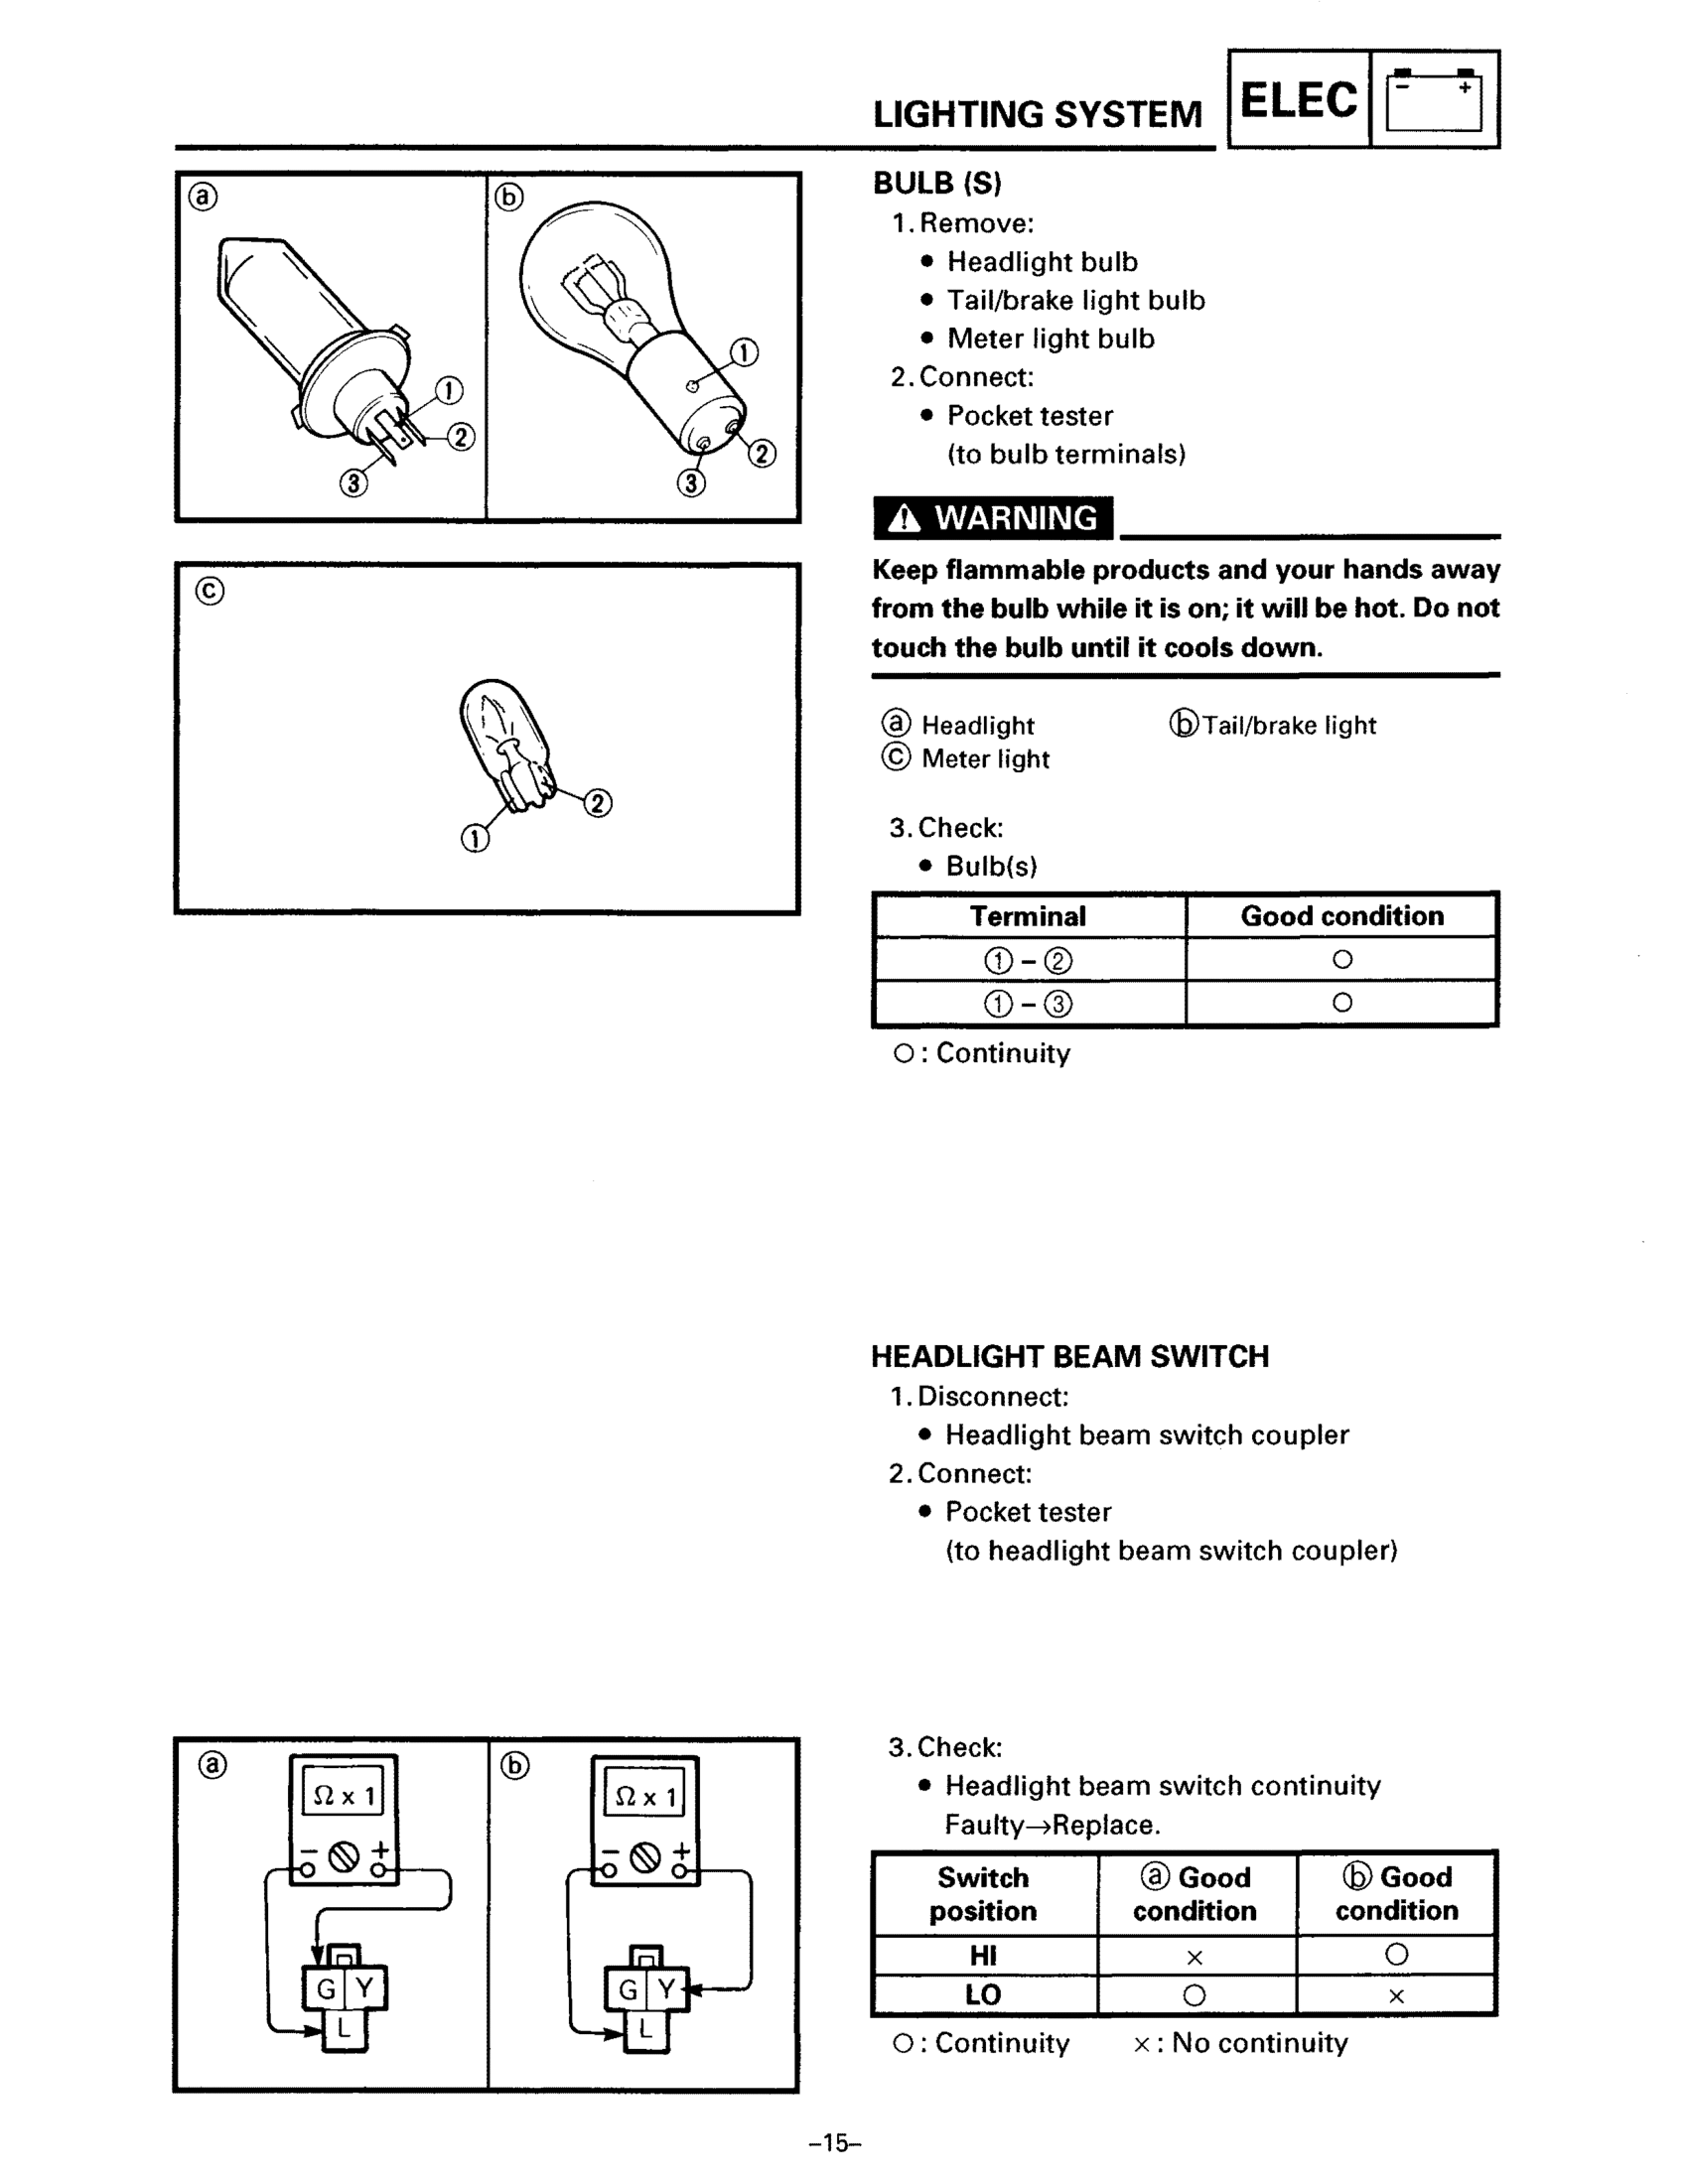 LIGHTING SYSTEM ELEC - +
ⓐ ⓑ
① ② ③
① ② ③
ⓒ
① ②
BULB (S)
1. Remove:
● Headlight bulb
● Tail/brake light bulb
● Meter light bulb
2. Connect:
● Pocket tester
(to bulb terminals)
⚠ WARNING
Keep flammable products and your hands away
from the bulb while it is on; it will be hot. Do not
touch the bulb until it cools down.
ⓐ Headlight ⓑ Tail/brake light
ⓒ Meter light
3. Check:
● Bulb(s)
Terminal Good condition
① – ② ○
① – ③ ○
○ : Continuity
HEADLIGHT BEAM SWITCH
1. Disconnect:
● Headlight beam switch coupler
2. Connect:
● Pocket tester
(to headlight beam switch coupler)
ⓐ ⓑ
Ω x 1 Ω x 1
- + - +
G Y G Y
L L
3. Check:
● Headlight beam switch continuity
Faulty→Replace.
Switch position ⓐ Good condition ⓑ Good condition
HI × ○
LO ○ ×
○ : Continuity × : No continuity
–15–